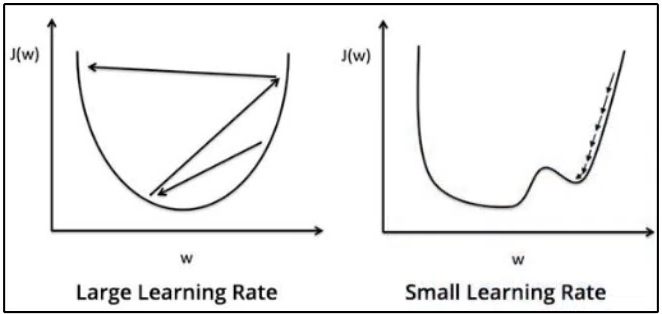 J(w)
w
Large Learning Rate
J(w)
w
Small Learning Rate